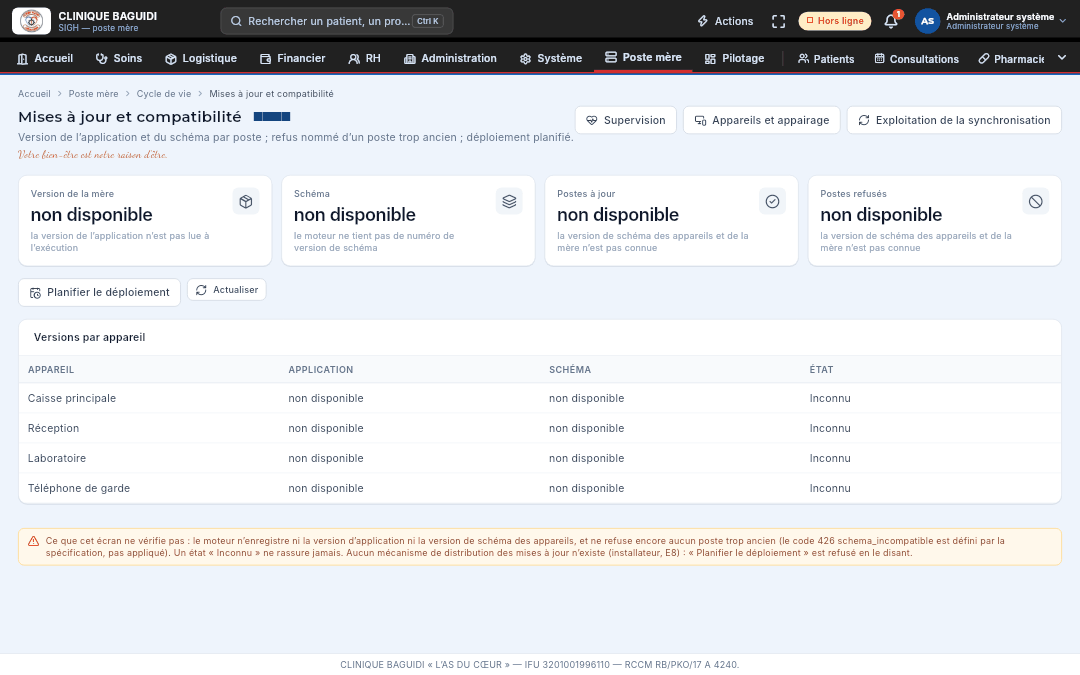 CLINIQUE BAGUIDI
SIGH — poste mère
Rechercher un patient, un pro... Ctrl K
Actions
Hors ligne
1
AS
Administrateur système
Administrateur système
Accueil
Soins
Logistique
Financier
RH
Administration
Système
Poste mère
Pilotage
Patients
Consultations
Pharmacie
Accueil > Poste mère > Cycle de vie > Mises à jour et compatibilité
Mises à jour et compatibilité
Version de l'application et du schéma par poste ; refus nommé d'un poste trop ancien ; déploiement planifié.
Votre bien-être est notre raison d'être.
Supervision
Appareils et appairage
Exploitation de la synchronisation
Version de la mère
non disponible
la version de l'application n'est pas lue à
l'exécution
Schéma
non disponible
le moteur ne tient pas de numéro de
version de schéma
Postes à jour
non disponible
la version de schéma des appareils et de la
mère n'est pas connue
Postes refusés
non disponible
la version de schéma des appareils et de la
mère n'est pas connue
Planifier le déploiement
Actualiser
Versions par appareil
APPAREIL APPLICATION SCHÉMA ÉTAT
Caisse principale non disponible non disponible Inconnu
Réception non disponible non disponible Inconnu
Laboratoire non disponible non disponible Inconnu
Téléphone de garde non disponible non disponible Inconnu
Ce que cet écran ne vérifie pas : le moteur n'enregistre ni la version d'application ni la version de schéma des appareils, et ne refuse encore aucun poste trop ancien (le code 426 schema_incompatible est défini par la
spécification, pas appliqué). Un état « Inconnu » ne rassure jamais. Aucun mécanisme de distribution des mises à jour n'existe (installateur, E8) : « Planifier le déploiement » est refusé en le disant.
CLINIQUE BAGUIDI « L'AS DU CŒUR » — IFU 3201001996110 — RCCM RB/PKO/17 A 4240.